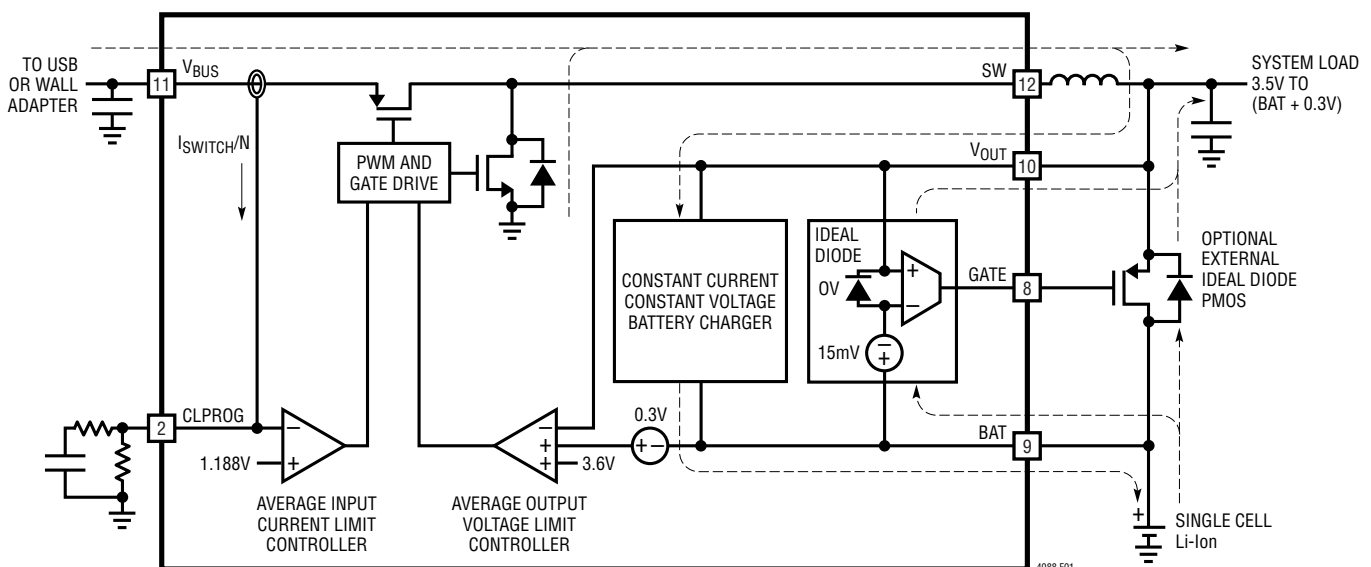 TO USB
OR WALL
ADAPTER
11
VBUS
SW
12
SYSTEM LOAD
3.5V TO
(BAT + 0.3V)
ISWITCH/N
PWM AND
GATE DRIVE
VOUT
10
CONSTANT CURRENT
CONSTANT VOLTAGE
BATTERY CHARGER
IDEAL
DIODE
0V
+
–
15mV
–
+
GATE
8
OPTIONAL
EXTERNAL
IDEAL DIODE
PMOS
2
CLPROG
–
1.188V
+
AVERAGE INPUT
CURRENT LIMIT
CONTROLLER
–
+
+
3.6V
AVERAGE OUTPUT
VOLTAGE LIMIT
CONTROLLER
0.3V
+ –
BAT
9
+
SINGLE CELL
Li-Ion
4088 F01